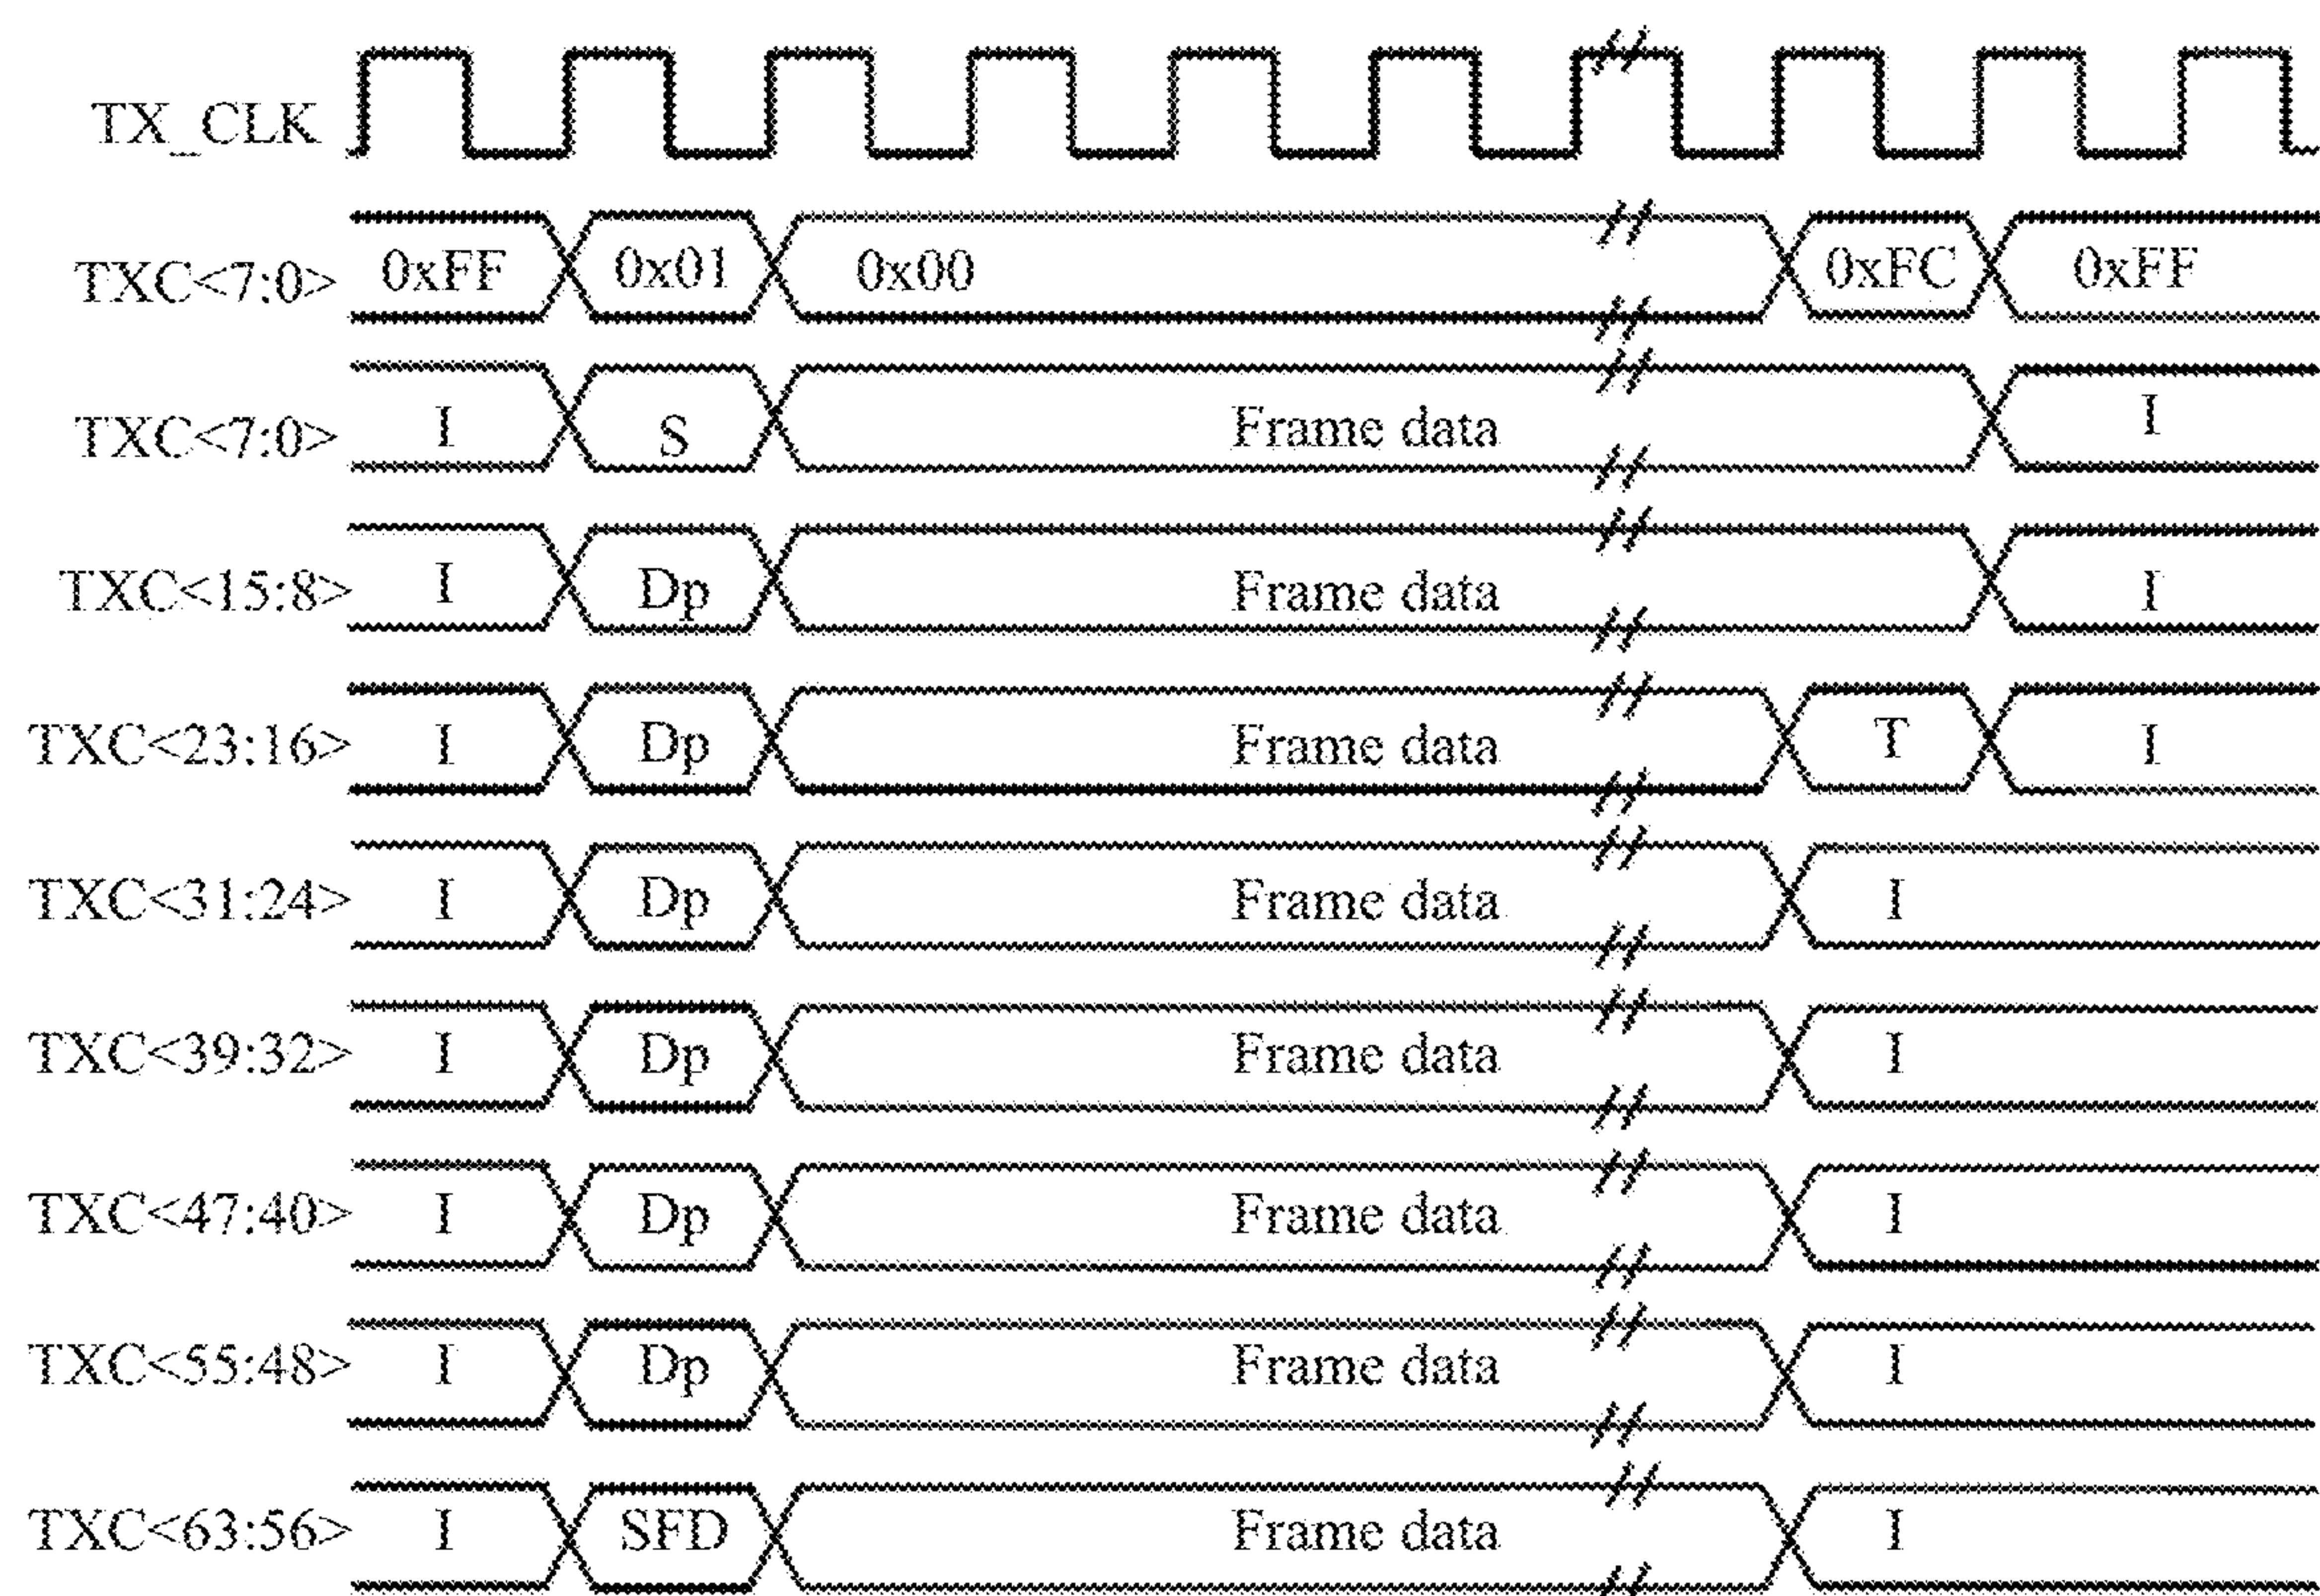 TX_CLK
TXC<7:0> 0xFF 0x01 0x00 0xFC 0xFF
TXC<7:0> I S Frame data I
TXC<15:8> I Dp Frame data I
TXC<23:16> I Dp Frame data T I
TXC<31:24> I Dp Frame data I
TXC<39:32> I Dp Frame data I
TXC<47:40> I Dp Frame data I
TXC<55:48> I Dp Frame data I
TXC<63:56> I SFD Frame data I